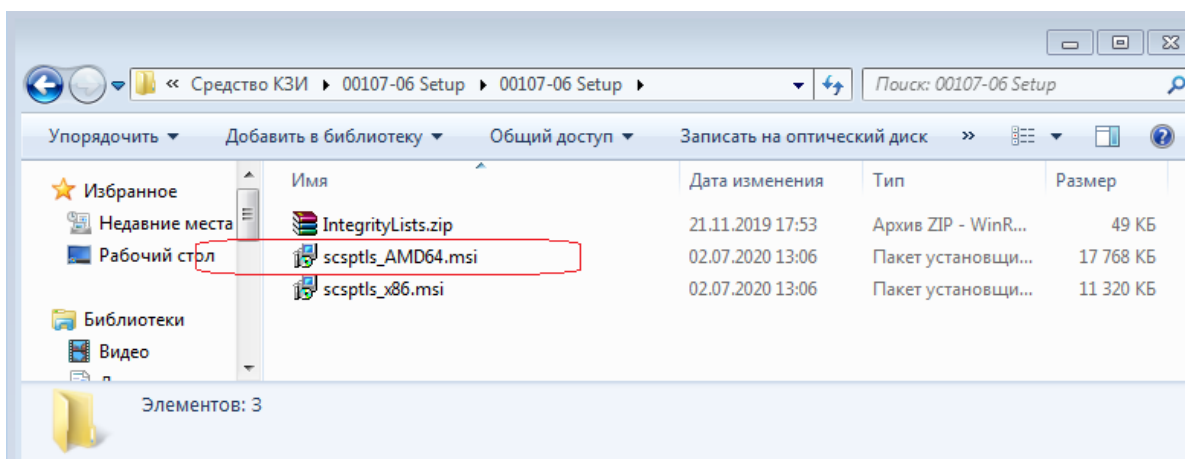 « Средство КЗИ ▸ 00107-06 Setup ▸ 00107-06 Setup ▸ Поиск: 00107-06 Setup
Упорядочить Добавить в библиотеку Общий доступ Записать на оптический диск »
Имя Дата изменения Тип Размер
Избранное
Недавние места IntegrityLists.zip 21.11.2019 17:53 Архив ZIP - WinR... 49 КБ
Рабочий стол scsptls_AMD64.msi 02.07.2020 13:06 Пакет установщи... 17 768 КБ
scsptls_x86.msi 02.07.2020 13:06 Пакет установщи... 11 320 КБ
Библиотеки
Видео
Элементов: 3